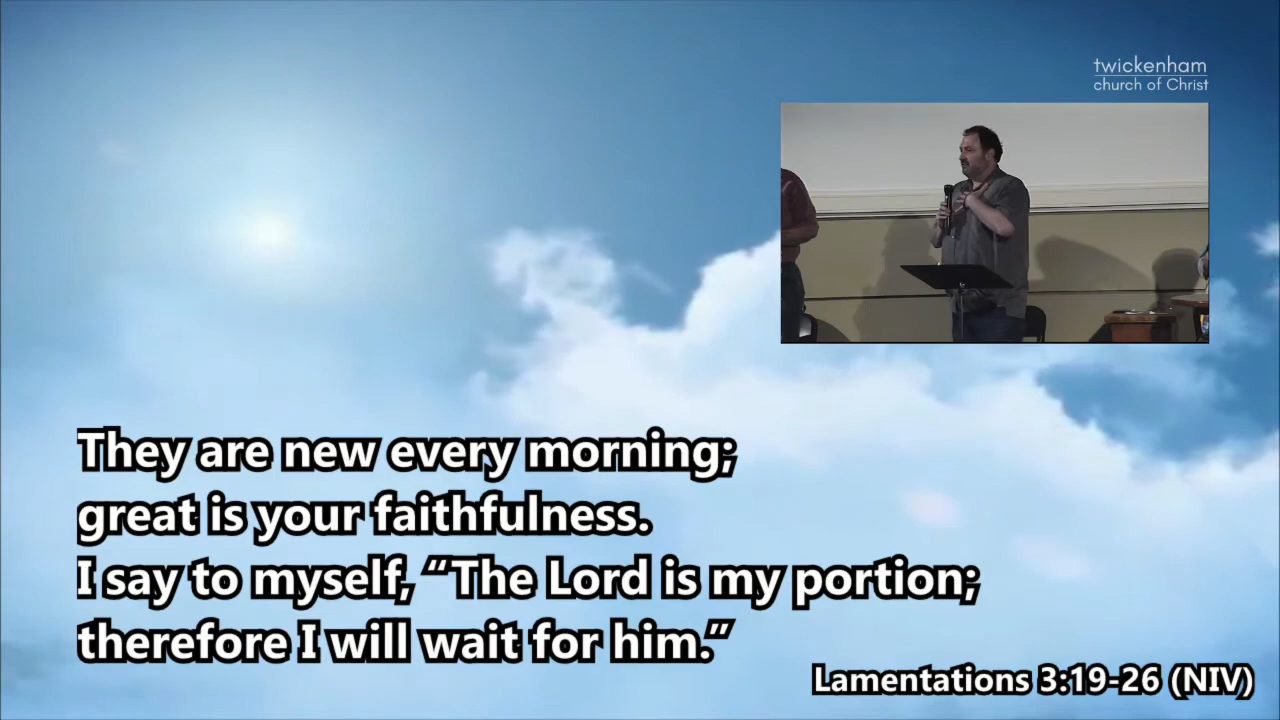 twickenham
church of Christ
They are new every morning;
great is your faithfulness.
I say to myself, “The Lord is my portion;
therefore I will wait for him.”
Lamentations 3:19-26 (NIV)